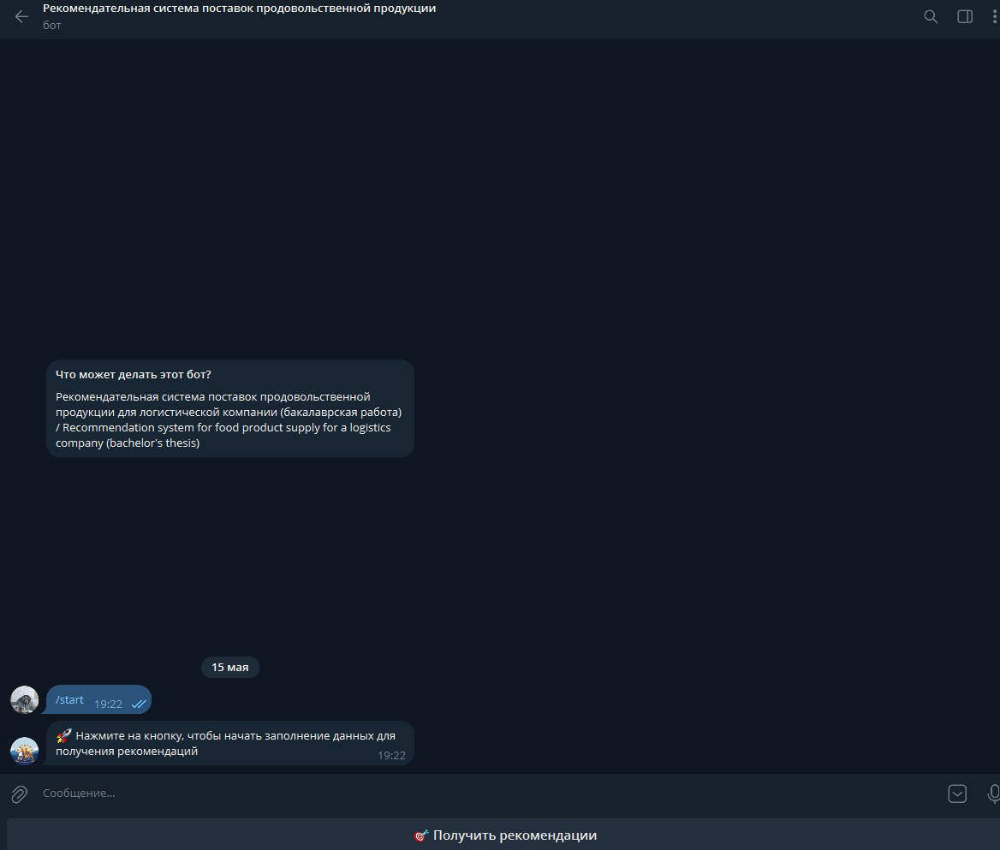 Рекомендательная система поставок продовольственной продукции
бот
Что может делать этот бот?
Рекомендательная система поставок продовольственной
продукции для логистической компании (бакалаврская работа)
/ Recommendation system for food product supply for a logistics
company (bachelor's thesis)
15 мая
/start 19:22
🚀 Нажмите на кнопку, чтобы начать заполнение данных для
получения рекомендаций
19:22
Сообщение...
🎯 Получить рекомендации